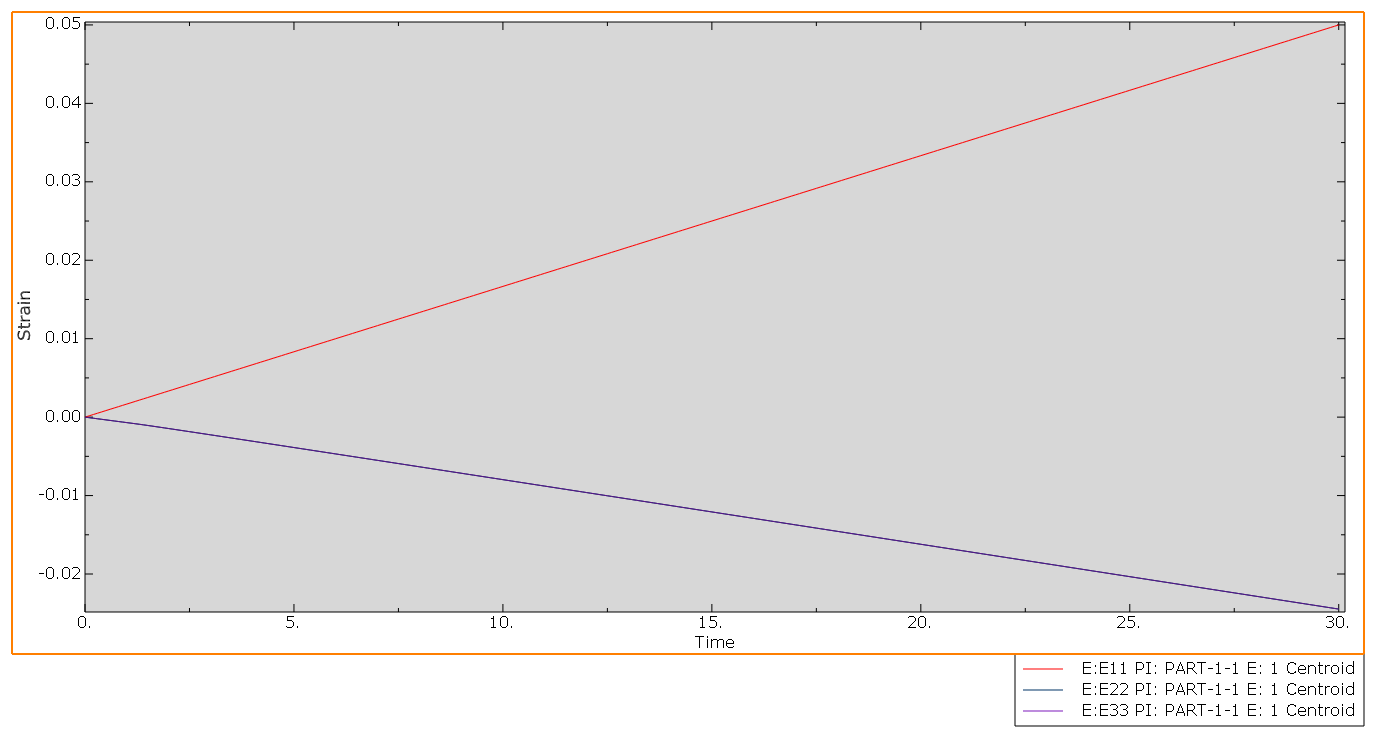 0.05
0.04
0.03
0.02
0.01
0.00
-0.01
-0.02
Strain
0. 5. 10. 15. 20. 25. 30.
Time
E:E11 PI: PART-1-1 E: 1 Centroid
E:E22 PI: PART-1-1 E: 1 Centroid
E:E33 PI: PART-1-1 E: 1 Centroid